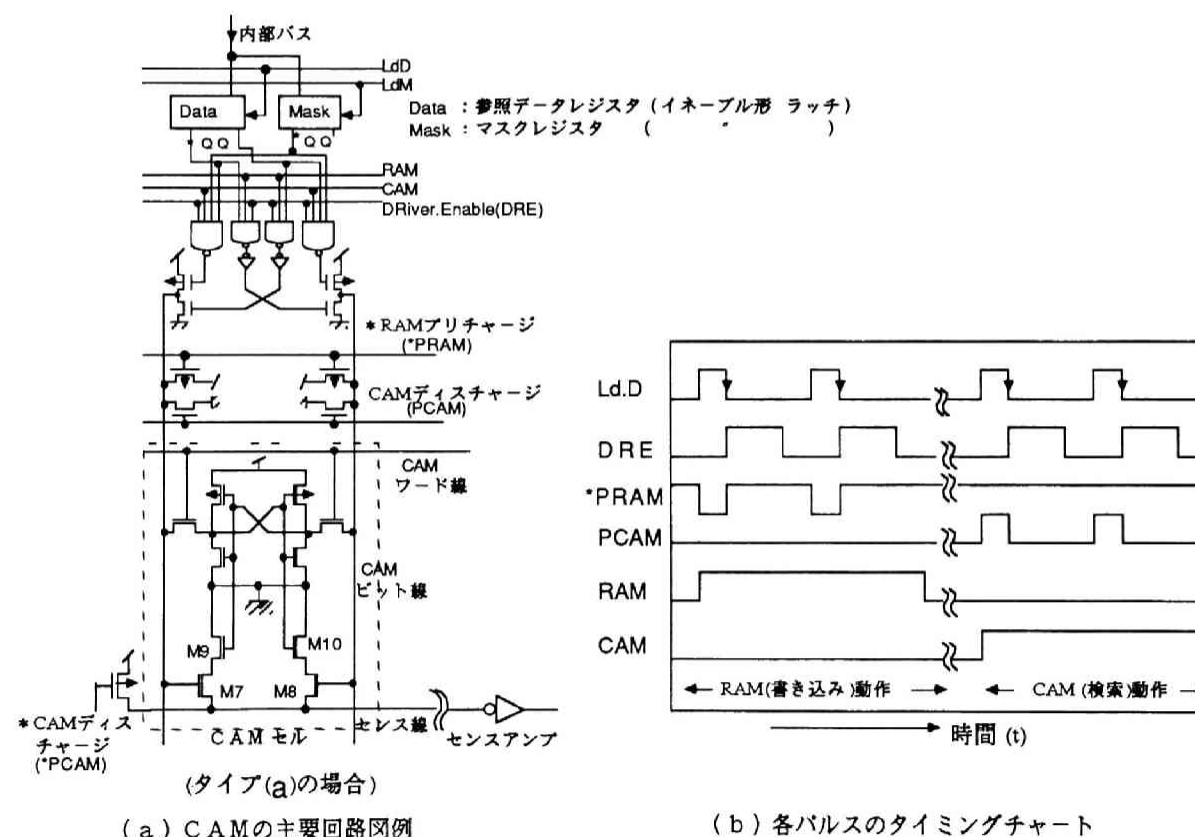 内部バス
LdD
LdM
Data
Mask
Data : 参照データレジスタ (イネーブル形 ラッチ)
Mask : マスクレジスタ ( 〃 )
* Q Q
* Q Q
RAM
CAM
DRiver.Enable(DRE)
* RAMプリチャージ
(*PRAM)
CAMディスチャージ
(PCAM)
CAM
ワード線
CAM
ビット線
M9
M10
M7
M8
* CAMディス
チャージ
(*PCAM)
センス線
CAMセル
センスアンプ
(タイプ(a)の場合)
(a) CAMの主要回路図例
Ld.D
DRE
*PRAM
PCAM
RAM
CAM
RAM(書き込み)動作
CAM (検索)動作
時間 (t)
(b) 各パルスのタイミングチャート